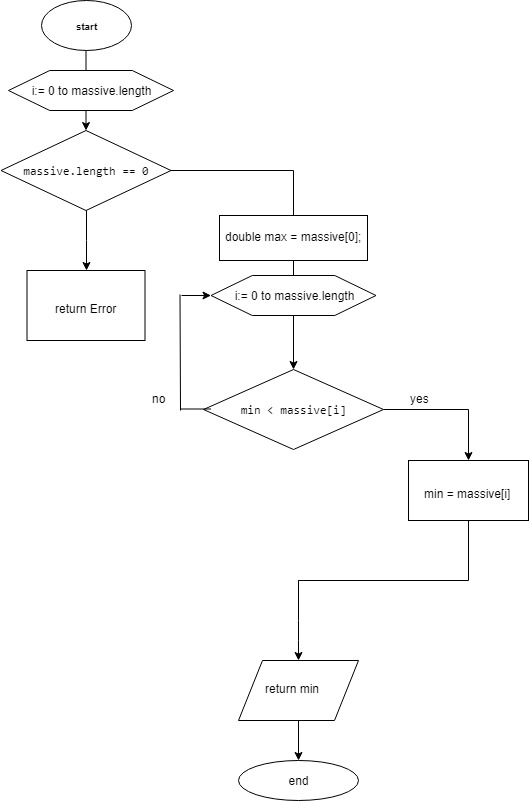 start
i:= 0 to massive.length
massive.length == 0
double max = massive[0];
return Error
i:= 0 to massive.length
no
min < massive[i]
yes
min = massive[i]
return min
end